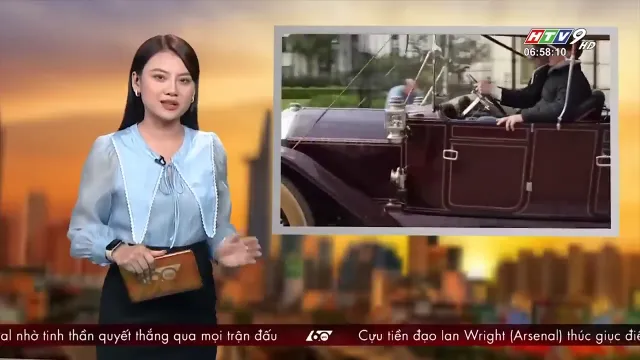 HTV9 HD
06:58:10
al nhờ tinh thần quyết thắng qua mọi trận đấu
60
Cựu tiền đạo Ian Wright (Arsenal) thúc giục